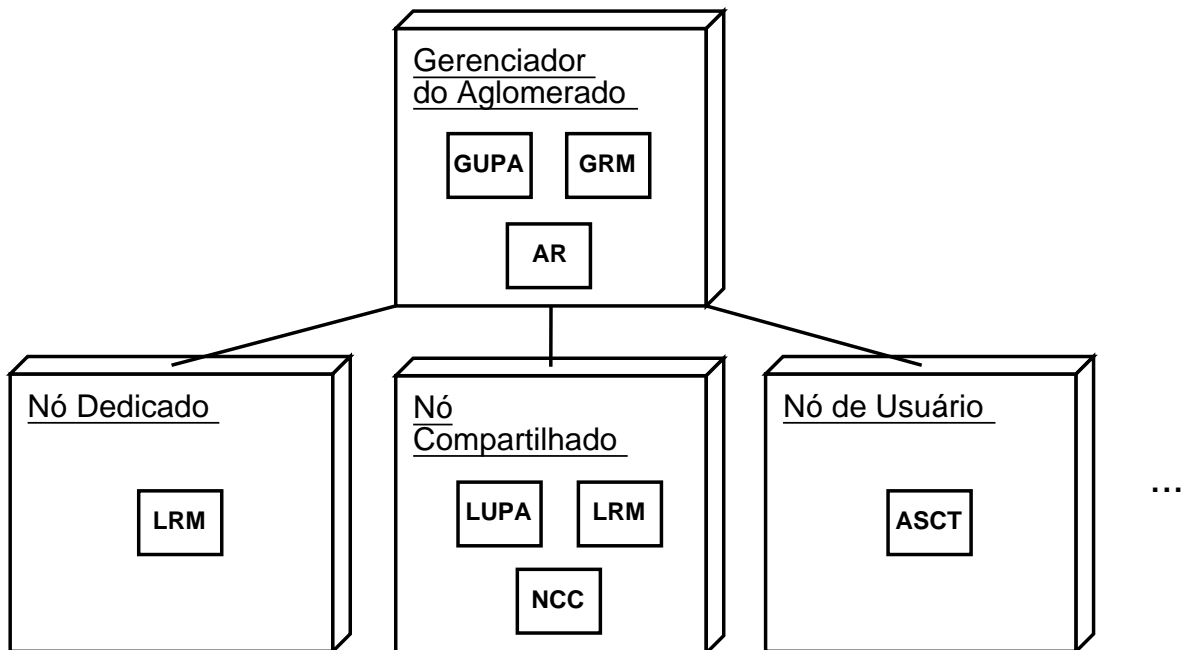 Gerenciador
do Aglomerado
GUPA
GRM
AR
Nó Dedicado
LRM
Nó
Compartilhado
LUPA
LRM
NCC
Nó de Usuário
ASCT
...